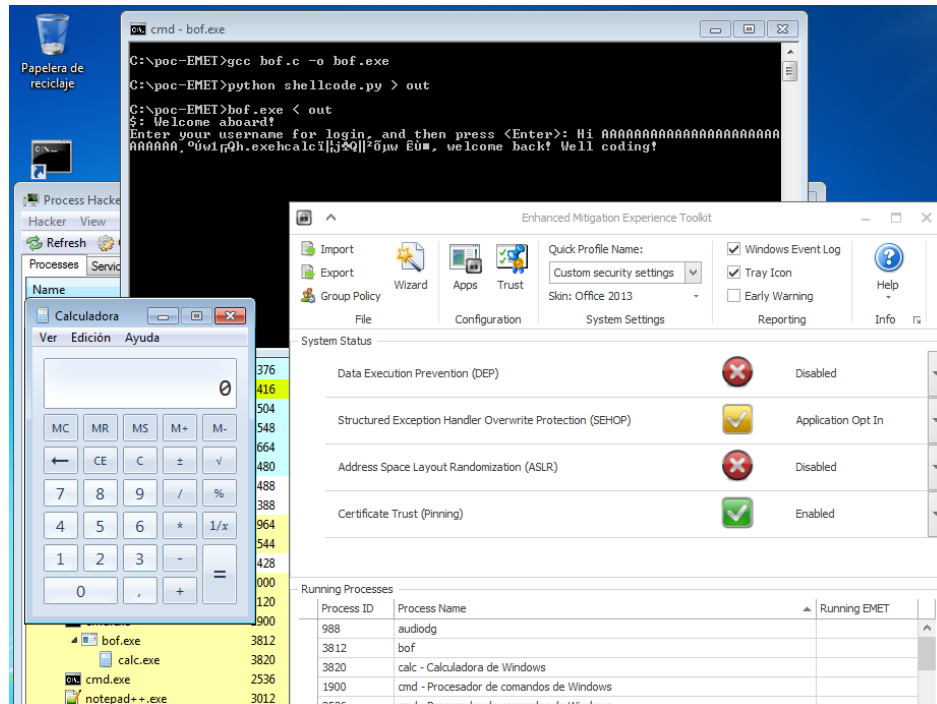 Papelera de
reciclaje
cmd - bof.exe
C:\poc-EMET>gcc bof.c -o bof.exe
C:\poc-EMET>python shellcode.py > out
C:\poc-EMET>bof.exe < out
$: Welcome aboard!
Enter your username for login, and then press <Enter>: Hi AAAAAAAAAAAAAAAAAAAAAAA
welcome back! Well coding!
Process Hacke
Hacker View
Refresh
Processes Servic
Name
Enhanced Mitigation Experience Toolkit
Import
Export
Group Policy
Wizard
File
Apps
Trust
Configuration
Quick Profile Name:
Custom security settings
Skin: Office 2013
System Settings
Windows Event Log
Tray Icon
Early Warning
Reporting
Help
Info
System Status
Data Execution Prevention (DEP) Disabled
Structured Exception Handler Overwrite Protection (SEHOP) Application Opt In
Address Space Layout Randomization (ASLR) Disabled
Certificate Trust (Pinning) Enabled
Running Processes
Process ID Process Name Running EMET
988 audiodg
3812 bof
3820 calc - Calculadora de Windows
1900 cmd - Procesador de comandos de Windows
Calculadora
Ver Edición Ayuda
0
MC MR MS M+ M-
← CE C ± √
7 8 9 / %
4 5 6 * 1/x
1 2 3 - =
0 , +
376
416
504
548
664
480
488
388
964
544
428
000
120
900
bof.exe 3812
calc.exe 3820
cmd.exe 2536
notepad++.exe 3012